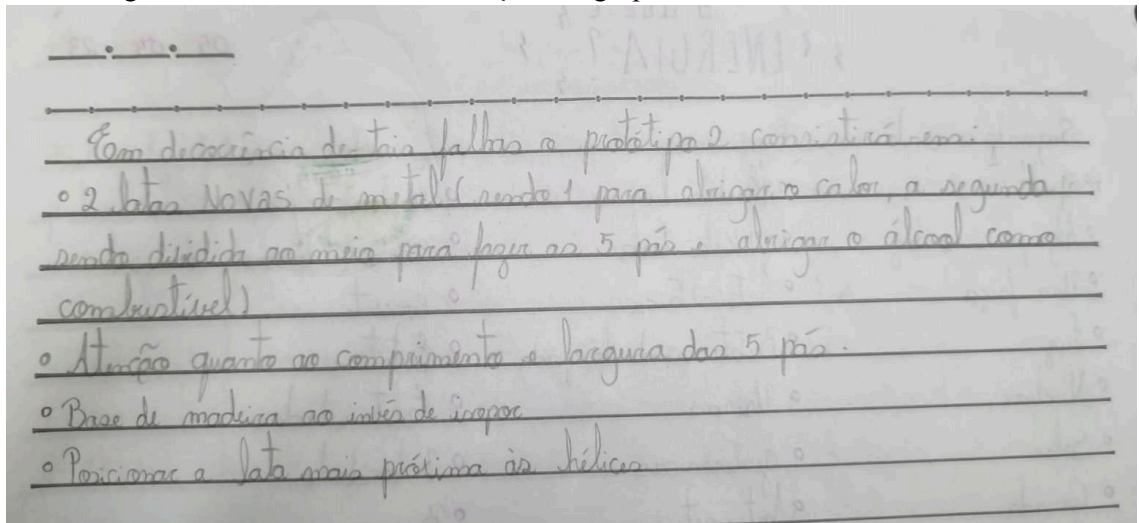 Com decorrência de tais falhas o protótipo 2 consistirá em:
• 2 latas Novas de metal (sendo 1 para abrigar o calor, a segunda
sendo dividida ao meio para fazer as 5 pás e abrigar o álcool como
combustível)
• Atenção quanto ao comprimento e largura das 5 pás.
• Base de madeira ao invés de isopor
• Posicionar a lata mais próxima às hélices